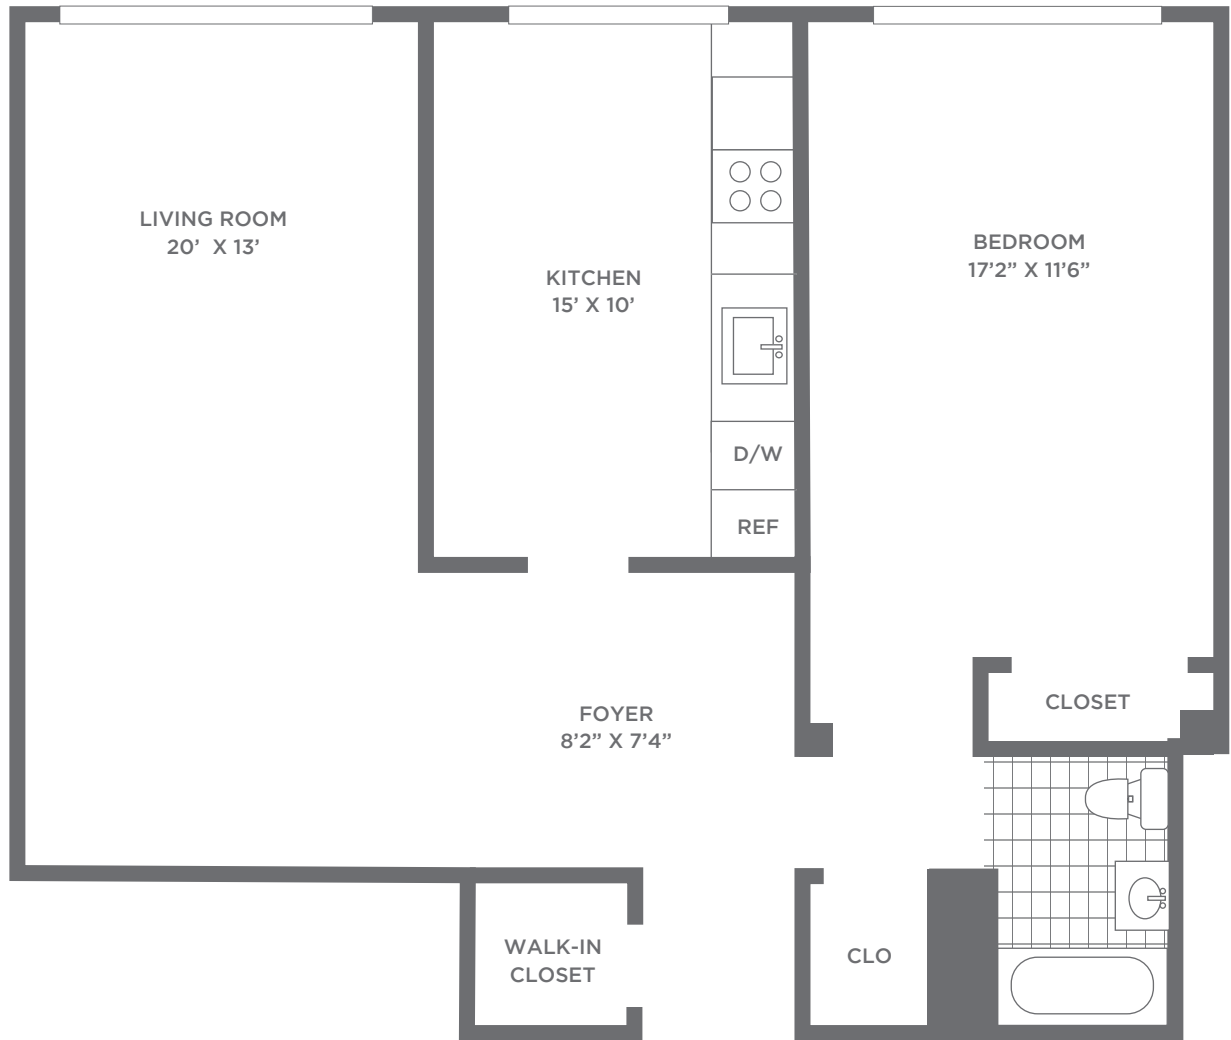 LIVING ROOM
20’ X 13’
KITCHEN
15’ X 10’
BEDROOM
17’2” X 11’6”
D/W
REF
FOYER
8’2” X 7’4”
CLOSET
WALK-IN
CLOSET
CLO